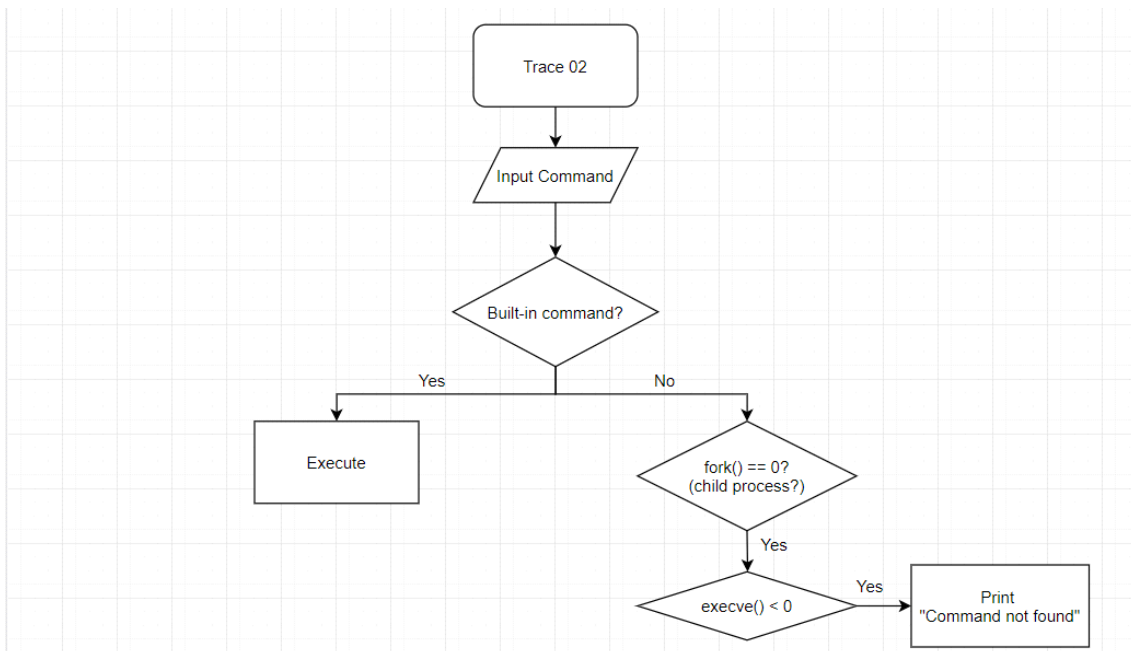 Trace 02
Input Command
Built-in command?
Yes
No
Execute
fork() == 0?
(child process?)
Yes
execve() < 0
Yes
Print
"Command not found"